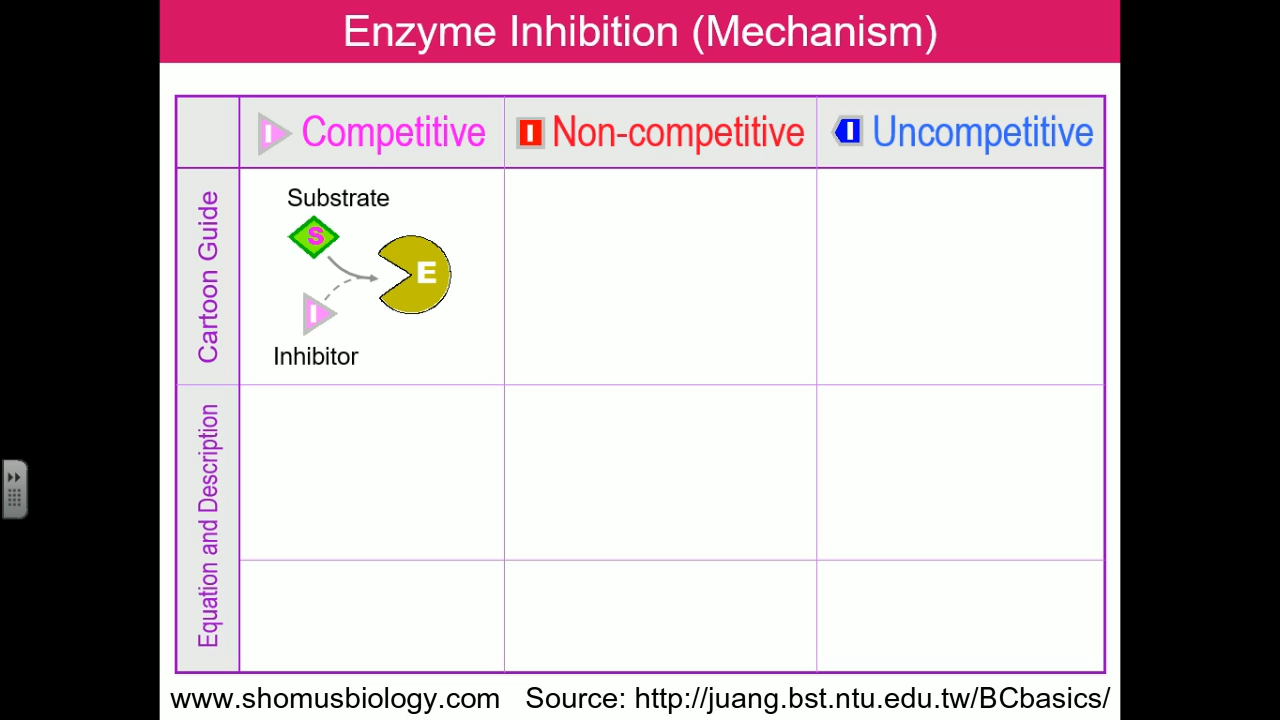 Enzyme Inhibition (Mechanism)
I Competitive
I Non-competitive
I Uncompetitive
Cartoon Guide
Substrate
S
E
I
Inhibitor
Equation and Description
www.shomusbiology.com Source: http://juang.bst.ntu.edu.tw/BCbasics/